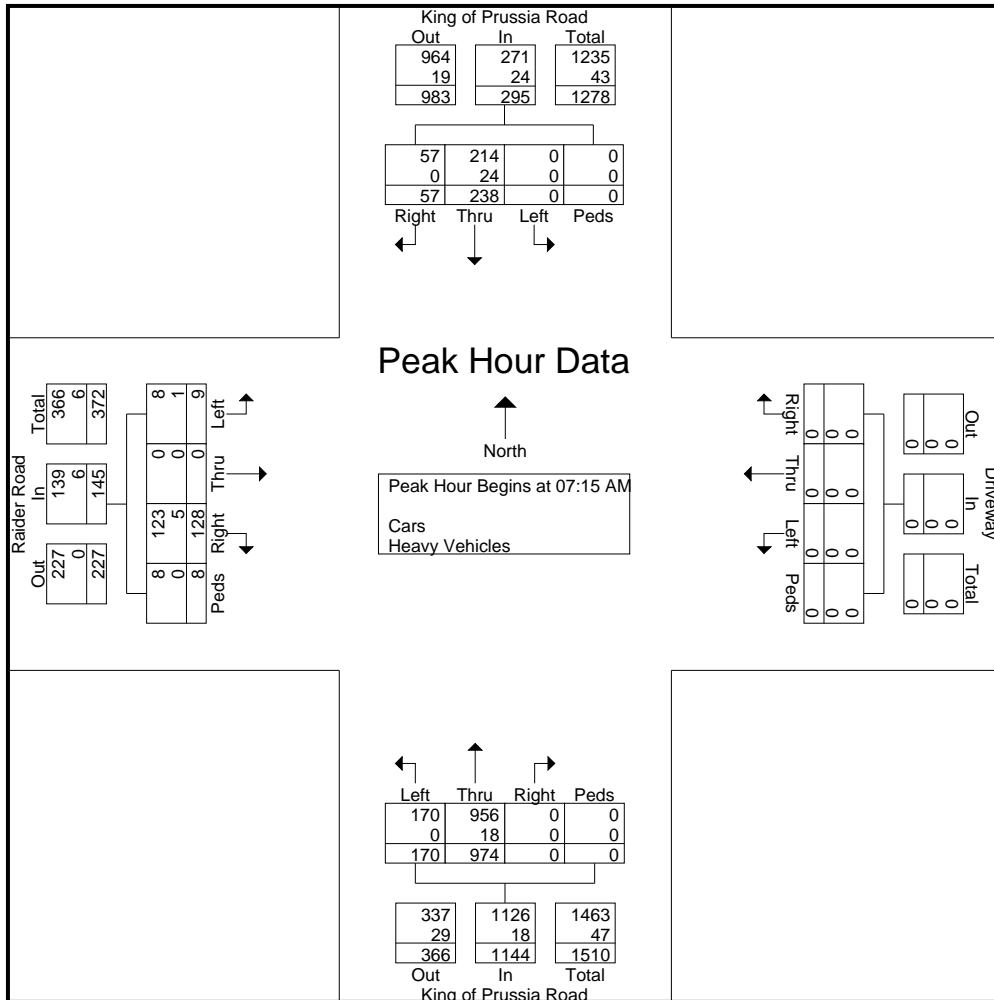 King of Prussia Road
Out In Total
964 271 1235
19 24 43
983 295 1278
57 214 0 0
0 24 0 0
57 238 0 0
Right Thru Left Peds
Peak Hour Data
North
Peak Hour Begins at 07:15 AM
Cars
Heavy Vehicles
Raider Road
Out In Total
227 139 366
0 6 6
227 145 372
8 123 0 8
0 5 0 1
8 128 0 9
Peds Right Thru Left
Driveway
Out In Total
0 0 0
0 0 0
0 0 0
Right Thru Left Peds
0 0 0 0
0 0 0 0
0 0 0 0
Left Thru Right Peds
170 956 0 0
0 18 0 0
170 974 0 0
337 1126 1463
29 18 47
366 1144 1510
Out In Total
King of Prussia Road